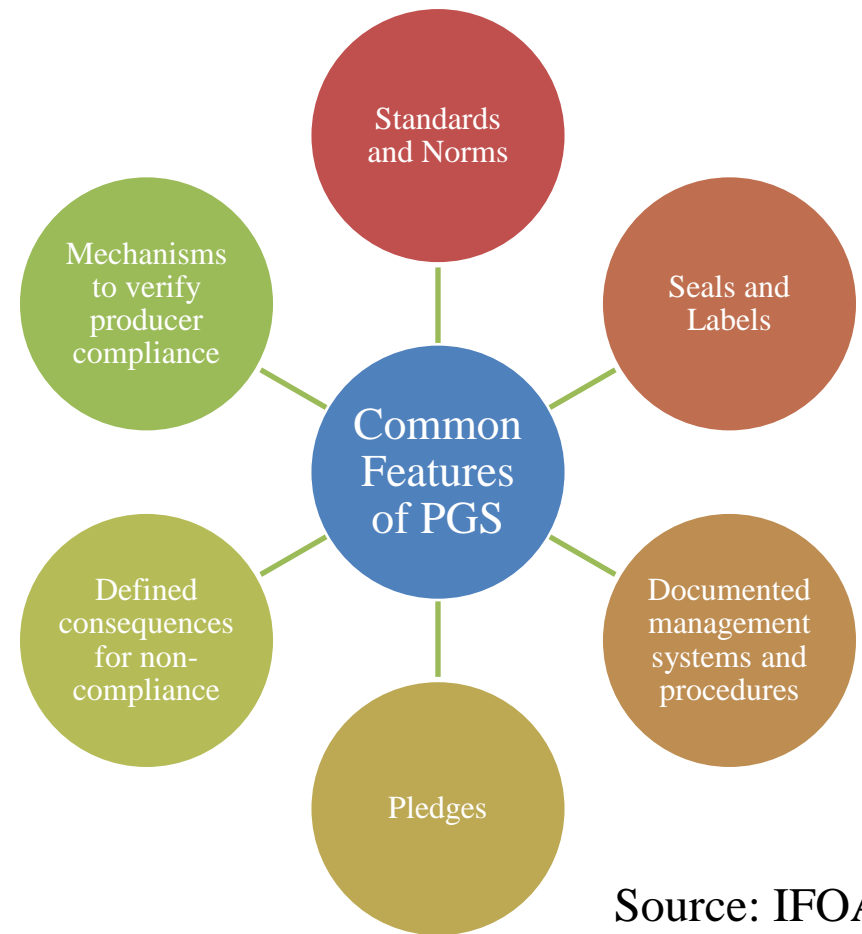 Standards
and Norms
Seals and
Labels
Documented
management
systems and
procedures
Pledges
Defined
consequences
for non-
compliance
Mechanisms
to verify
producer
compliance
Common
Features
of PGS
Source: IFOA